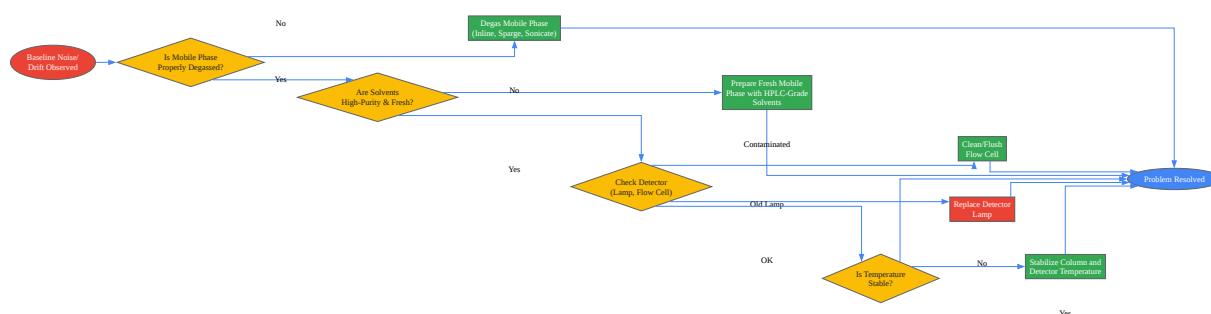 No
Degas Mobile Phase
(Inline, Sparge, Sonicate)
Baseline Noise/
Drift Observed
Is Mobile Phase
Properly Degassed?
Yes
Are Solvents
High-Purity & Fresh?
No
Prepare Fresh Mobile
Phase with HPLC-Grade
Solvents
Contaminated
Clean/Flush
Flow Cell
Yes
Check Detector
(Lamp, Flow Cell)
Problem Resolved
Old Lamp
Replace Detector
Lamp
OK
Is Temperature
Stable?
No
Stabilize Column and
Detector Temperature
Yes